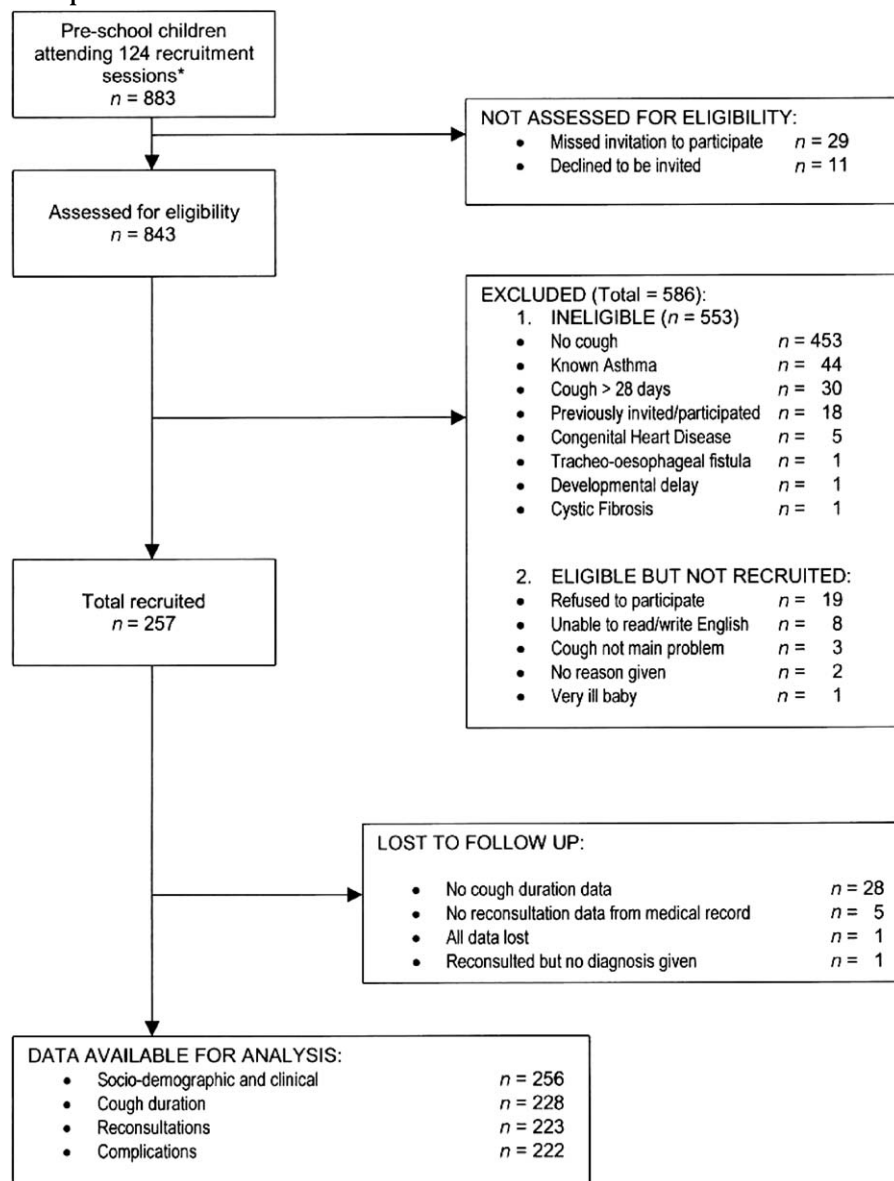 Pre-school children
attending 124 recruitment
sessions*
n = 883
NOT ASSESSED FOR ELIGIBILITY:
• Missed invitation to participate n = 29
• Declined to be invited n = 11
Assessed for eligibility
n = 843
EXCLUDED (Total = 586):
1. INELIGIBLE (n = 553)
• No cough n = 453
• Known Asthma n = 44
• Cough > 28 days n = 30
• Previously invited/participated n = 18
• Congenital Heart Disease n = 5
• Tracheo-oesophageal fistula n = 1
• Developmental delay n = 1
• Cystic Fibrosis n = 1
2. ELIGIBLE BUT NOT RECRUITED:
• Refused to participate n = 19
• Unable to read/write English n = 8
• Cough not main problem n = 3
• No reason given n = 2
• Very ill baby n = 1
Total recruited
n = 257
LOST TO FOLLOW UP:
• No cough duration data n = 28
• No reconsultation data from medical record n = 5
• All data lost n = 1
• Reconsulted but no diagnosis given n = 1
DATA AVAILABLE FOR ANALYSIS:
• Socio-demographic and clinical n = 256
• Cough duration n = 228
• Reconsultations n = 223
• Complications n = 222